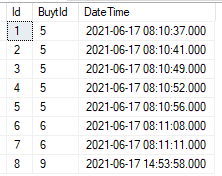 Id BuytId DateTime
1 5 2021-06-17 08:10:37.000
2 5 2021-06-17 08:10:41.000
3 5 2021-06-17 08:10:49.000
4 5 2021-06-17 08:10:52.000
5 5 2021-06-17 08:10:56.000
6 6 2021-06-17 08:11:08.000
7 6 2021-06-17 08:11:11.000
8 9 2021-06-17 14:53:58.000